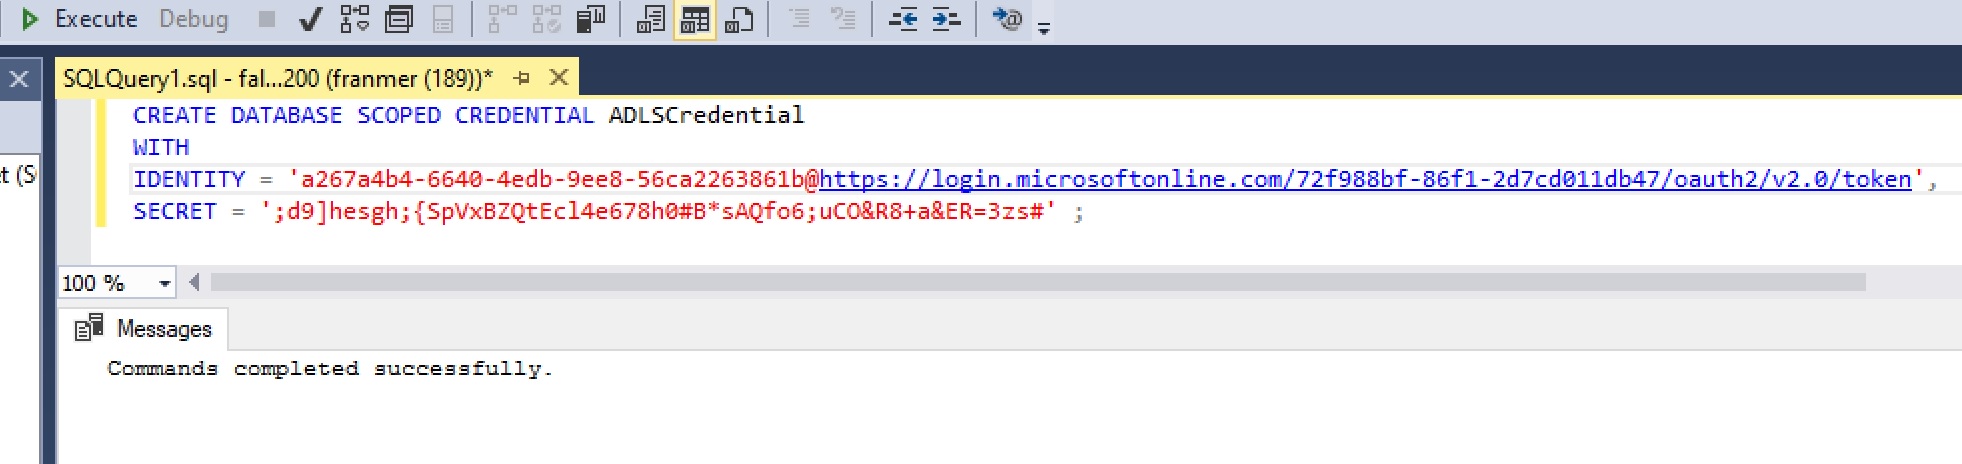 Execute Debug
SQLQuery1.sql - fal...200 (franmer (189))*
CREATE DATABASE SCOPED CREDENTIAL ADLSCredential
WITH
t (S
IDENTITY = 'a267a4b4-6640-4edb-9ee8-56ca2263861b@https://login.microsoftonline.com/72f988bf-86f1-2d7cd011db47/oauth2/v2.0/token',
SECRET = ';d9]hesgh;{SpVxBZQtEcl4e678h0#B*sAQfo6;uCO&R8+a&ER=3zs#' ;
100 %
Messages
Commands completed successfully.